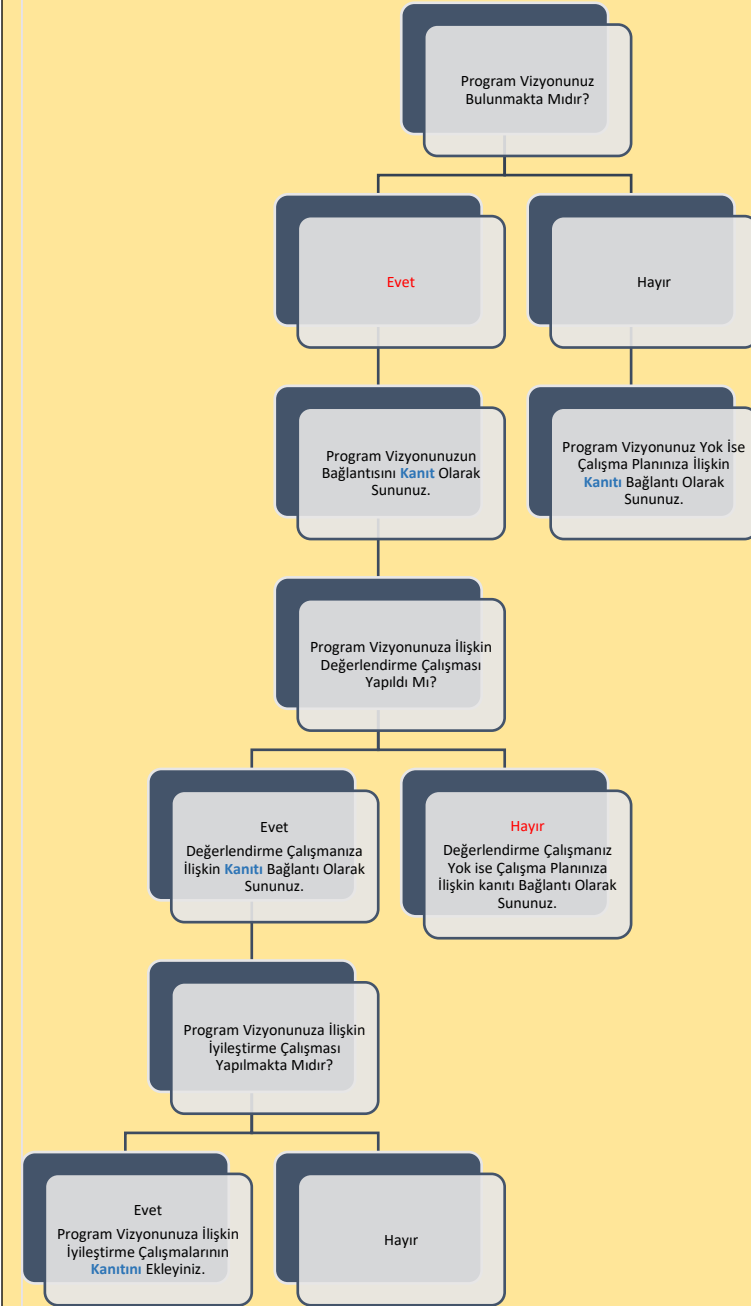 Program Vizyonunuz
Bulunmakta Mıdır?
Evet
Hayır
Program Vizyonunuzun
Bağlantısını Kanıt Olarak
Sununuz.
Program Vizyonunuz Yok İse
Çalışma Planınıza İlişkin
Kanıtı Bağlantı Olarak
Sununuz.
Program Vizyonunuza İlişkin
Değerlendirme Çalışması
Yapıldı Mı?
Evet
Değerlendirme Çalışmanıza
İlişkin Kanıtı Bağlantı Olarak
Sununuz.
Hayır
Değerlendirme Çalışmanız
Yok ise Çalışma Planınıza
İlişkin kanıtı Bağlantı Olarak
Sununuz.
Program Vizyonunuza İlişkin
İyileştirme Çalışması
Yapılmakta Mıdır?
Evet
Program Vizyonunuza İlişkin
İyileştirme Çalışmalarının
Kanıtını Ekleyiniz.
Hayır